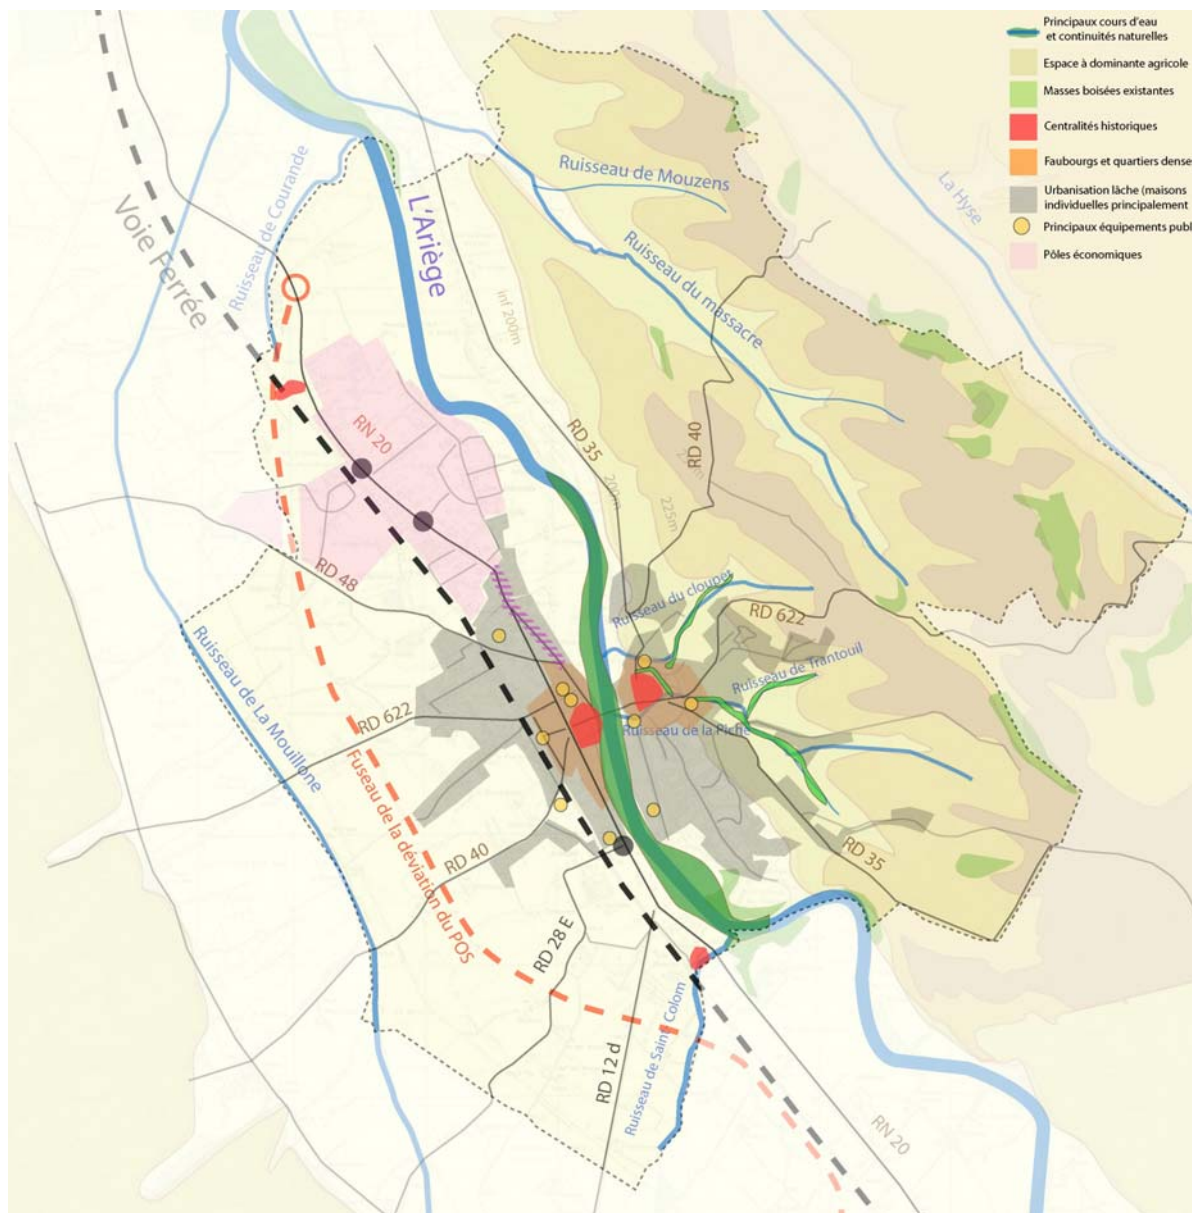 Principaux cours d'eau
et continuités naturelles
Espace à dominante agricole
Masses boisées existantes
Centralités historiques
Faubourgs et quartiers dense
Urbanisation lâche (maisons
individuelles principalement
Principaux équipements publ
Pôles économiques
Voie Ferrée
Ruisseau de Courande
L'Ariège
Ruisseau de Mouzens
La Hyse
Ruisseau du massacre
inf 200m
RN 20
RD 35
RD 40
200m
225m
RD 48
Ruisseau du cloupet
RD 622
Ruisseau de Trantouil
Ruisseau de La Mouillone
RD 622
Ruisseau de la Piche
Fuseau de la déviation du POS
RD 40
RD 35
RD 28 E
RD 12 d
Ruisseau de Saint Colom
RN 20